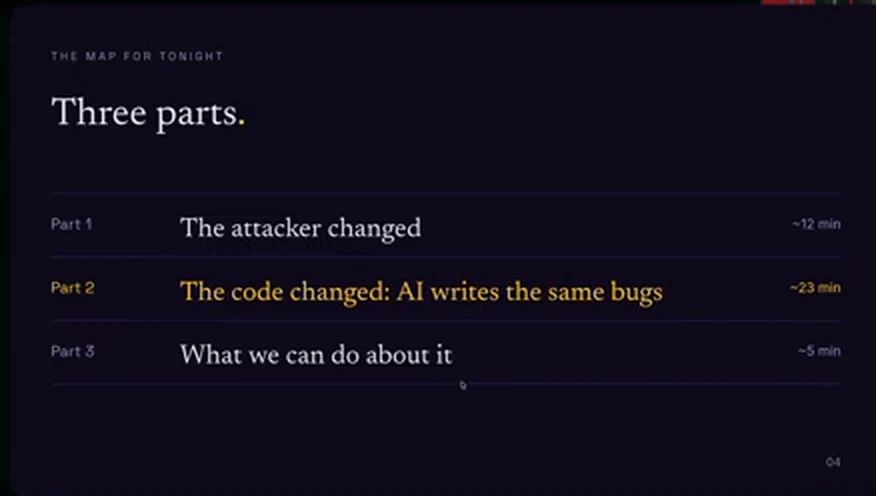 THE MAP FOR TONIGHT
Three parts.
Part 1 The attacker changed ~12 min
Part 2 The code changed: AI writes the same bugs ~23 min
Part 3 What we can do about it ~5 min
04